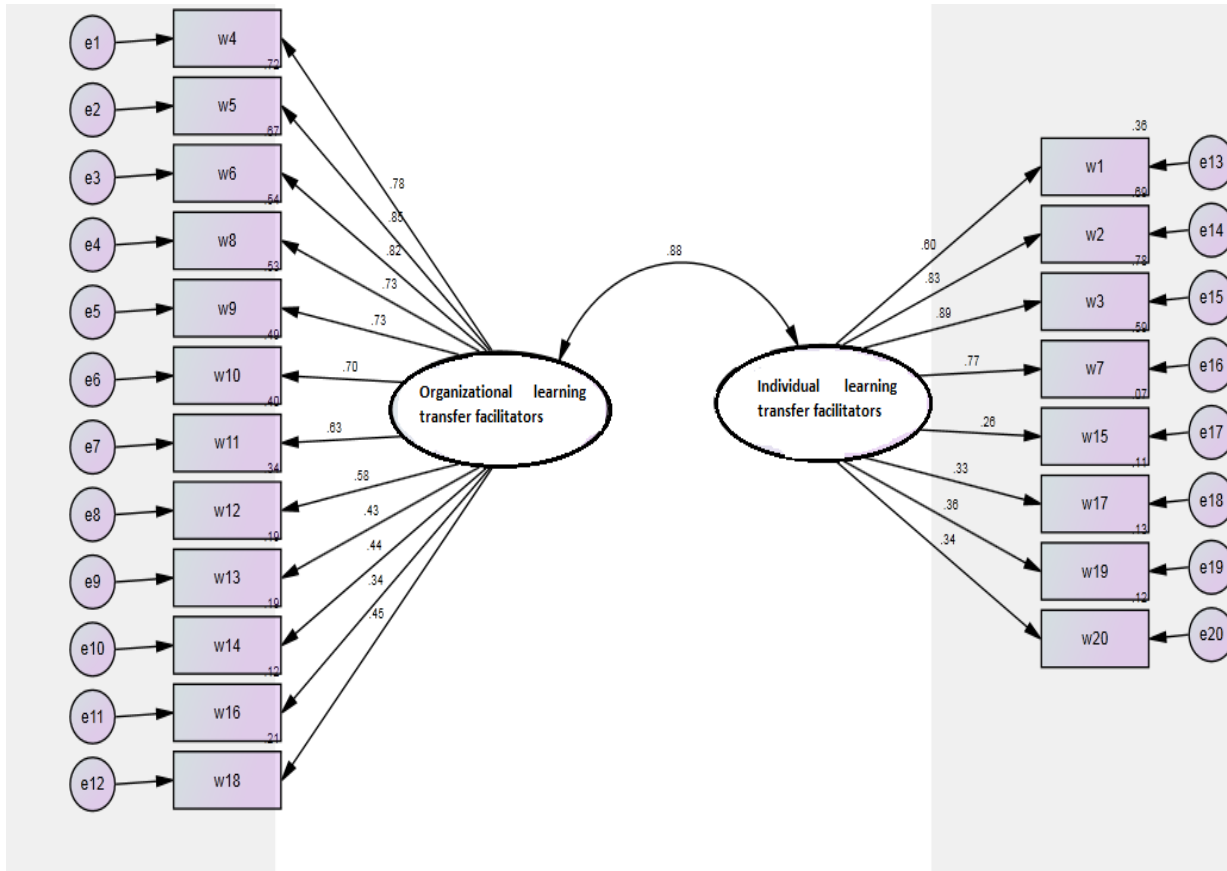 e1
w4
.72
e2
w5
.67
e3
w6
.54
e4
w8
.53
e5
w9
.49
e6
w10
.40
e7
w11
.34
e8
w12
.19
e9
w13
.19
e10
w14
.12
e11
w16
.21
e12
w18
.78
.85
.82
.73
.73
.70
.63
.58
.43
.44
.34
.45
Organizational learning
transfer facilitators
.88
Individual learning
transfer facilitators
.60
.83
.89
.77
.26
.33
.36
.34
.36
w1
e13
.69
w2
e14
.78
w3
e15
.59
w7
e16
.07
w15
e17
.11
w17
e18
.13
w19
e19
.12
w20
e20